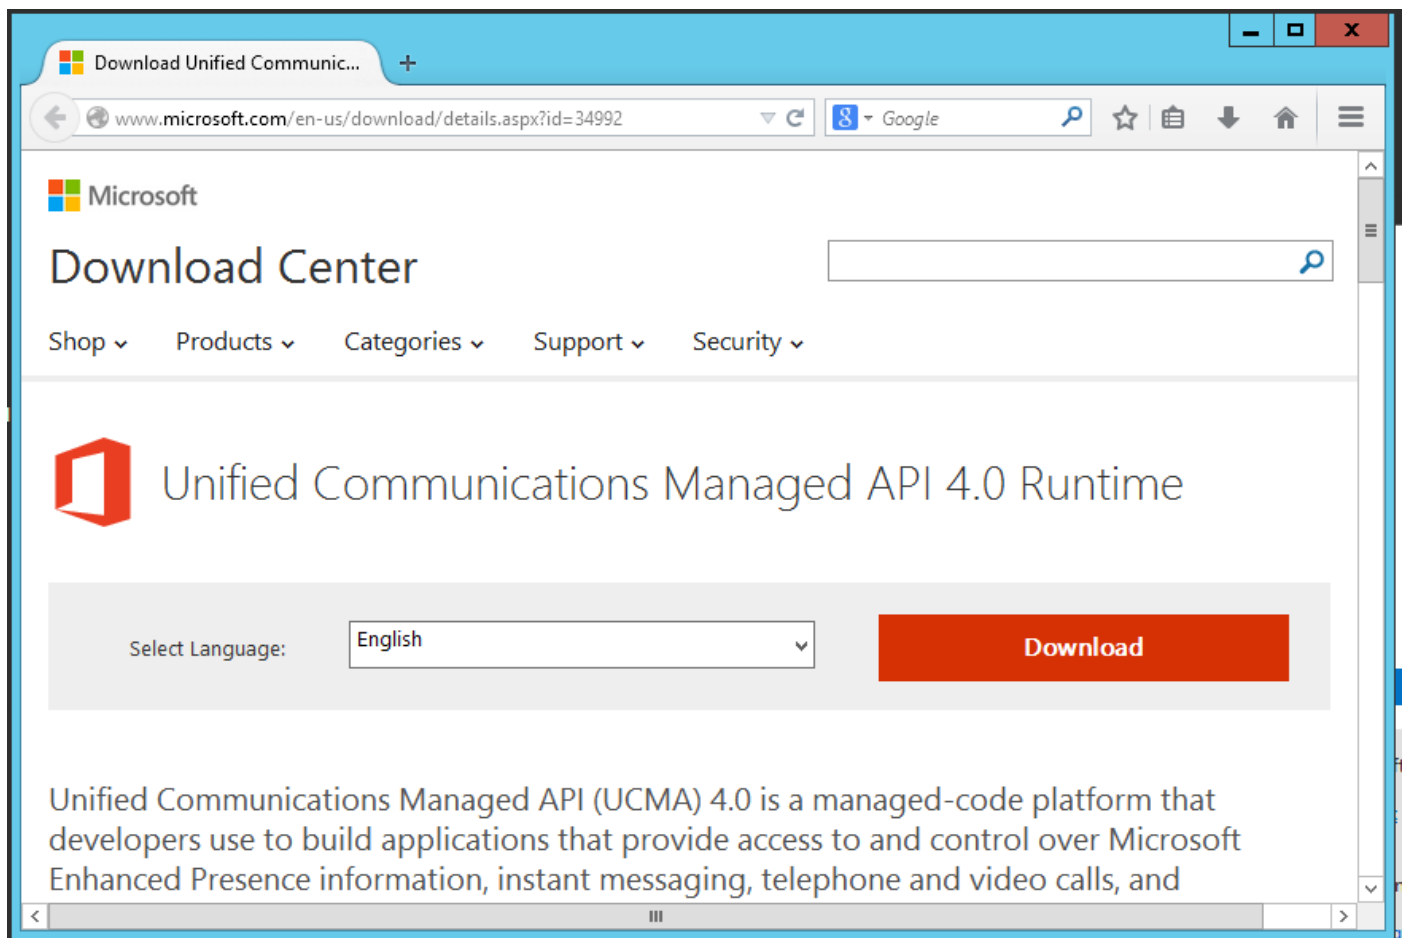 Download Unified Communic...
www.microsoft.com/en-us/download/details.aspx?id=34992
Google
Microsoft
Download Center
Shop Products Categories Support Security
Unified Communications Managed API 4.0 Runtime
Select Language: English Download
Unified Communications Managed API (UCMA) 4.0 is a managed-code platform that
developers use to build applications that provide access to and control over Microsoft
Enhanced Presence information, instant messaging, telephone and video calls, and